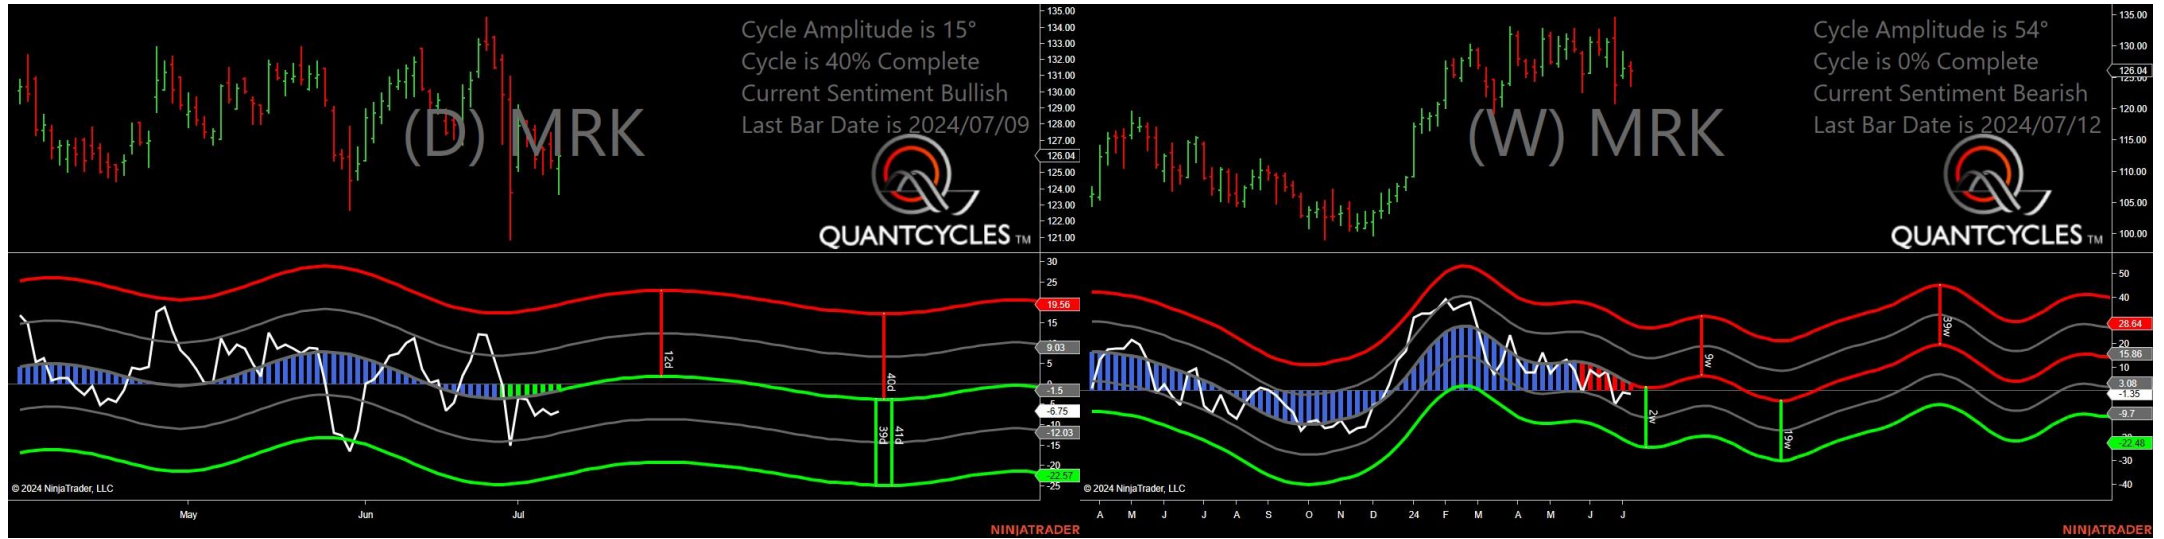 135.00
Cycle Amplitude is 15°
133.00
Cycle is 40% Complete
132.00
131.00
Current Sentiment Bullish
130.00
129.00
(D) MRK
Last Bar Date is 2024/07/09
128.00
127.00
126.04
125.00
124.00
123.00
122.00
121.00
QUANTCYCLES TM
30
25
19.56
15
12d
9.03
5
40d
-1.5
-6.75
39d
41d
-12.03
-15
-20
-22.57
-25
© 2024 NinjaTrader, LLC
May
Jun
Jul
NINJATRADER
135.00
Cycle Amplitude is 54°
130.00
Cycle is 0% Complete
126.04
125.00
Current Sentiment Bearish
120.00
(W) MRK
Last Bar Date is 2024/07/12
115.00
110.00
105.00
100.00
QUANTCYCLES TM
50
40
28.64
39w
20
9w
15.86
10
3.08
-1.35
2w
-9.7
19w
-22.48
-30
-40
© 2024 NinjaTrader, LLC
A M J J A S O N D 24 F M A M J J
NINJATRADER